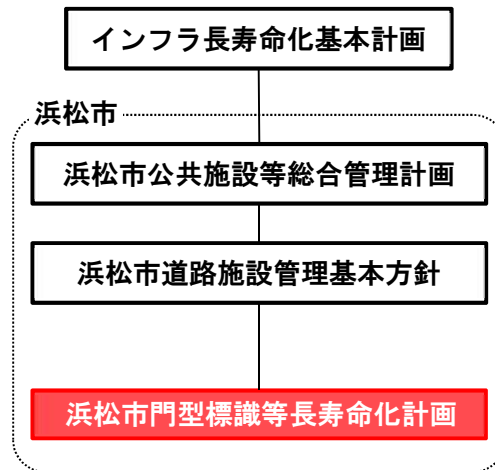 インフラ長寿命化基本計画
浜松市
浜松市公共施設等総合管理計画
浜松市道路施設管理基本方針
浜松市門型標識等長寿命化計画